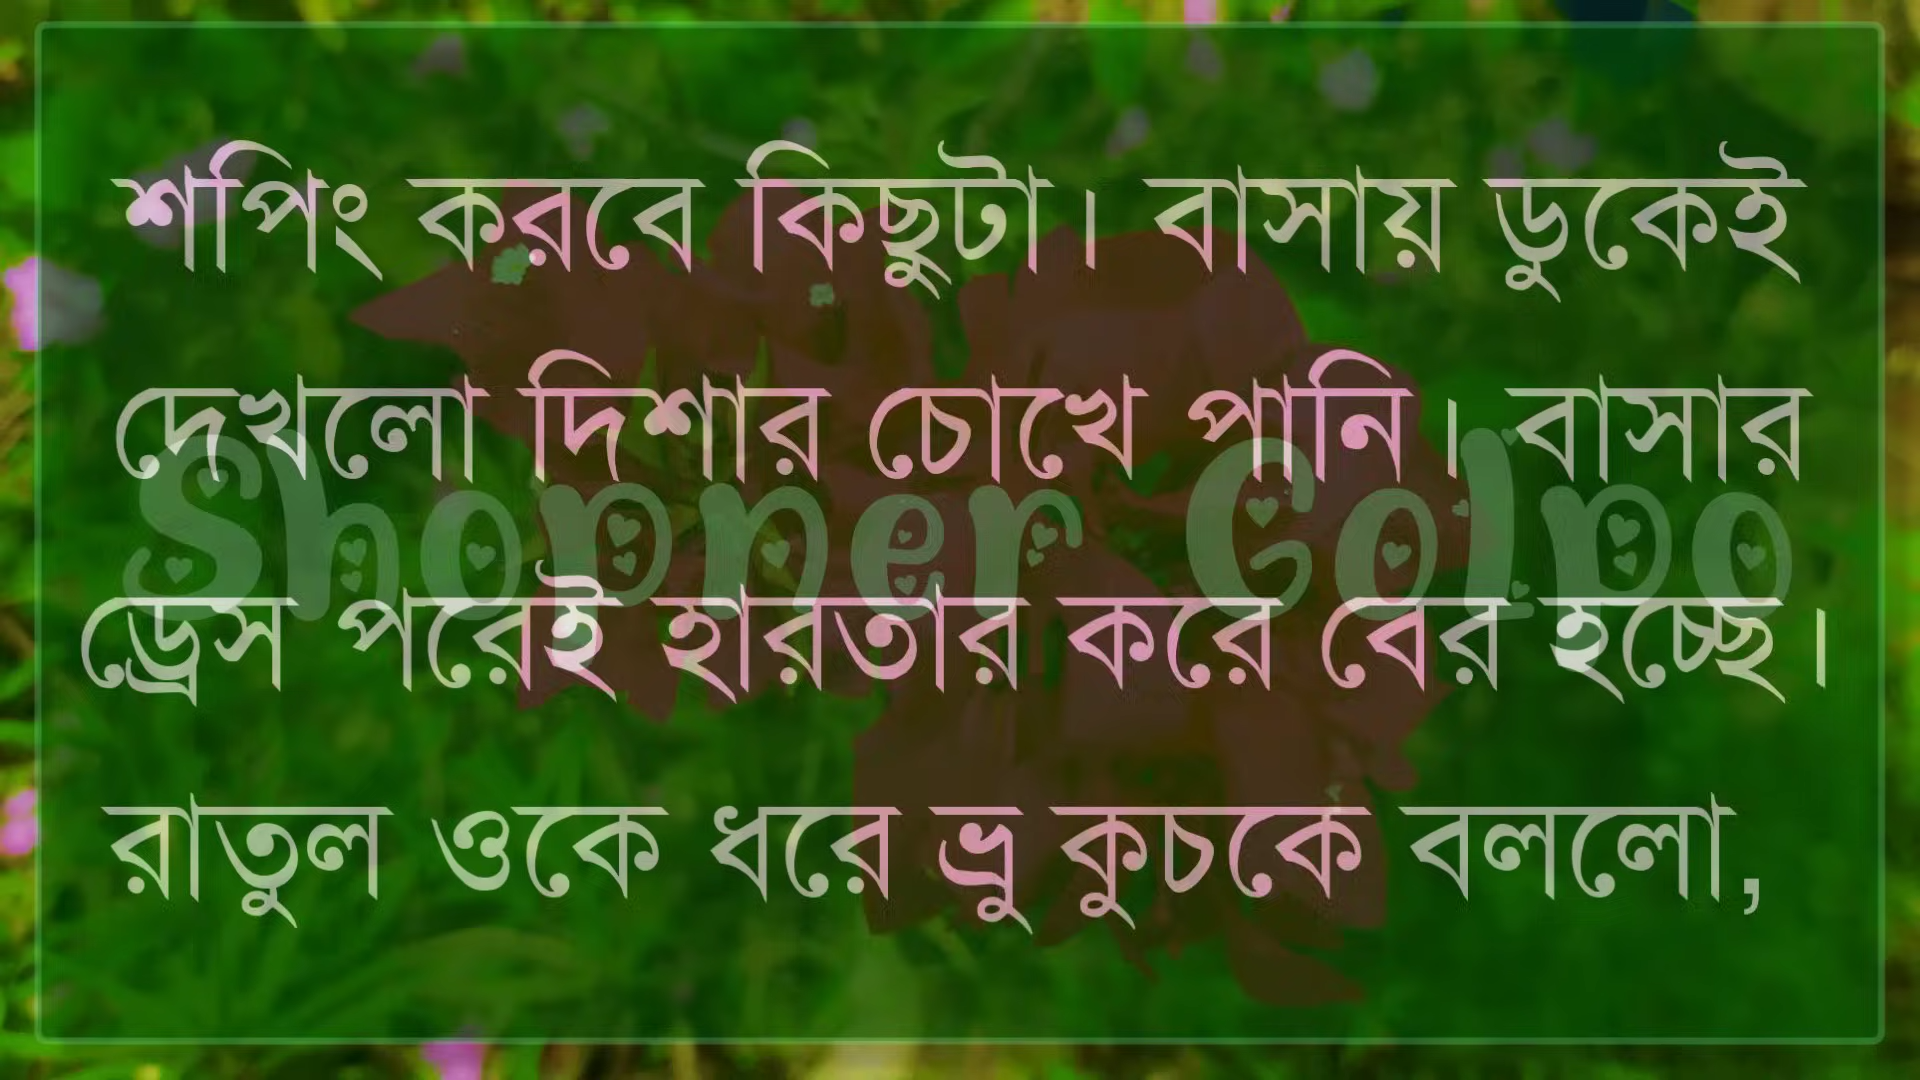 শপিং করবে কিছুটা। বাসায় ডুকেই
দেখলো দিশার চোখে পানি। বাসার
Shopner Golpo
ড্রেস পরেই হারতার করে বের হচ্ছে।
রাতুল ওকে ধরে ভ্রু কুচকে বললো,